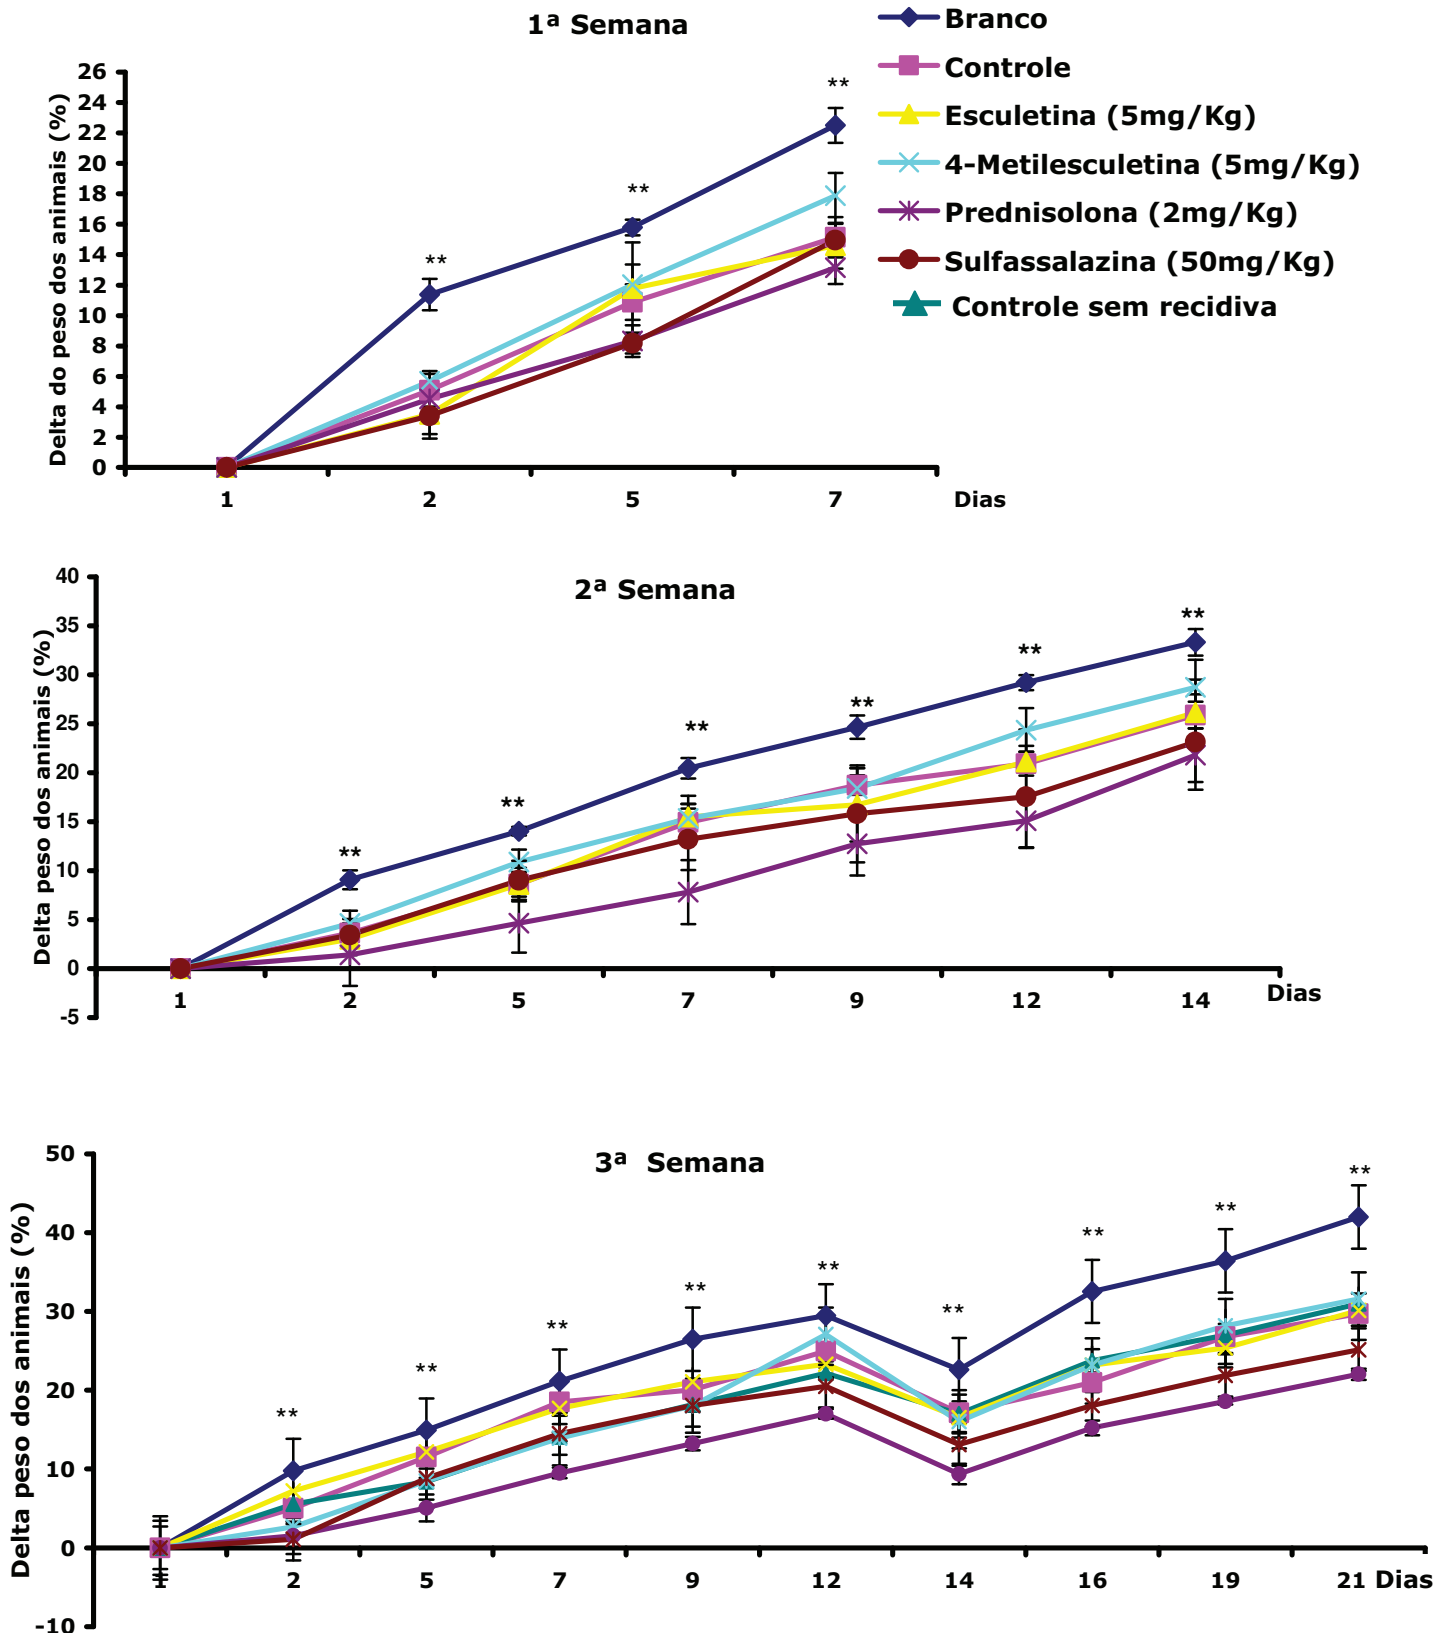 1ª Semana
Branco
Controle
Esculetina (5mg/Kg)
4-Metilesculetina (5mg/Kg)
Prednisolona (2mg/Kg)
Sulfassalazina (50mg/Kg)
Controle sem recidiva
Delta do peso dos animais (%)
26
24
22
20
18
16
14
12
10
8
6
4
2
0
** ** **
1 2 5 7 Dias
2ª Semana
Delta peso dos animais (%)
40
35
30
25
20
15
10
5
0
-5
** ** ** ** ** **
1 2 5 7 9 12 14 Dias
3ª Semana
Delta peso dos animais (%)
50
40
30
20
10
0
-10
** ** ** ** ** ** ** ** **
1 2 5 7 9 12 14 16 19 21 Dias